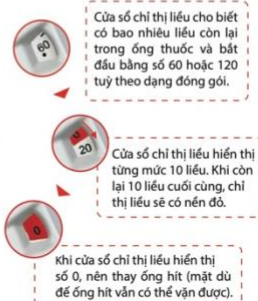 60
Cửa sổ chỉ thị liều cho biết
có bao nhiêu liều còn lại
trong ống thuốc và bắt
đầu bằng số 60 hoặc 120
tuỳ theo dạng đóng gói.
20
Cửa sổ chỉ thị liều hiển thị
từng mức 10 liều. Khi còn
lại 10 liều cuối cùng, chỉ
thị liều sẽ có nền đỏ.
0
Khi cửa sổ chỉ thị liều hiển thị
số 0, nên thay ống hít (mặt dù
đế ống hít vẫn có thể vặn được).